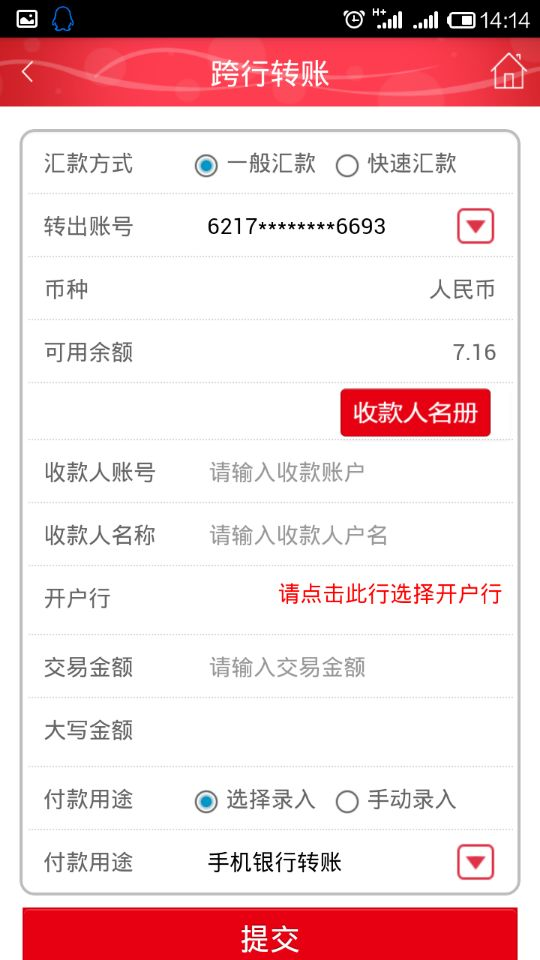 H+
14:14
跨行转账
汇款方式 一般汇款 快速汇款
转出账号 6217********6693
币种 人民币
可用余额 7.16
收款人名册
收款人账号 请输入收款账户
收款人名称 请输入收款人户名
开户行 请点击此行选择开户行
交易金额 请输入交易金额
大写金额
付款用途 选择录入 手动录入
付款用途 手机银行转账
提交